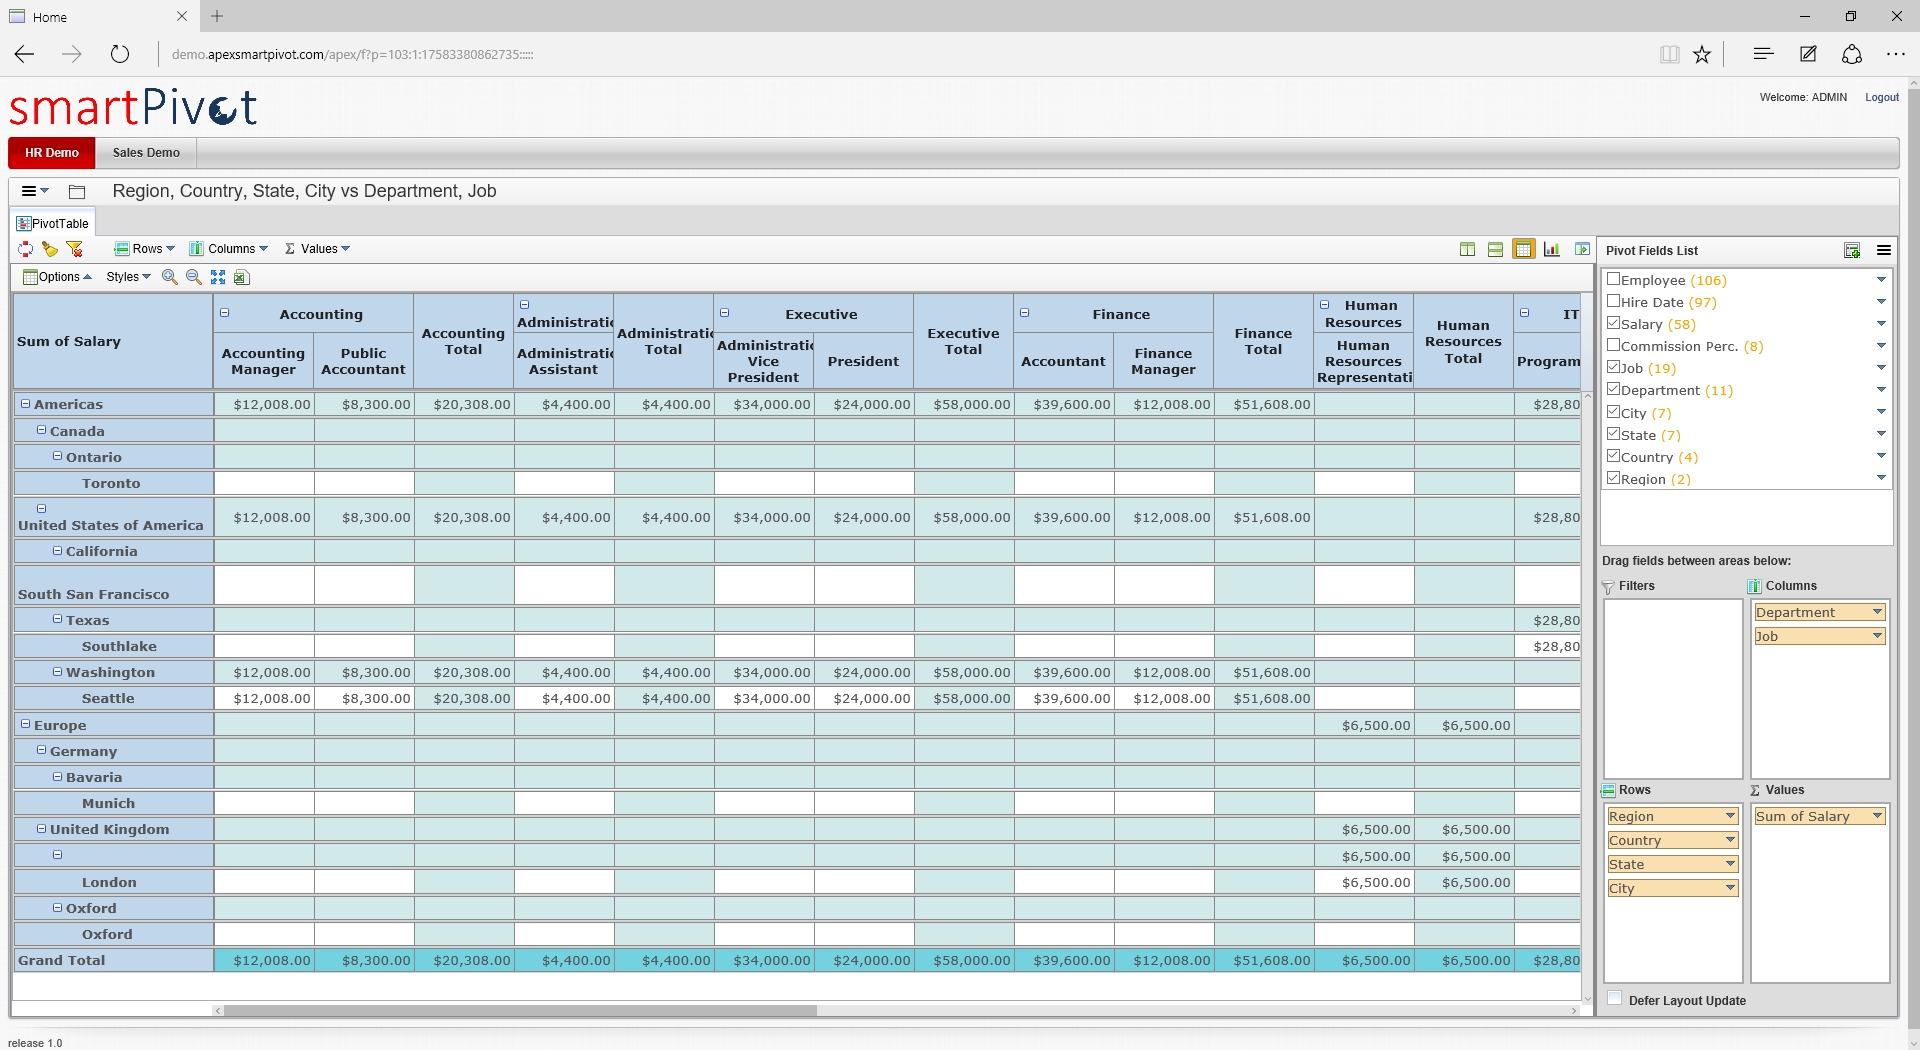 Home
demo.apexsmartpivot.com/apex/f?p=103:1:17583380862735:::::
smartPivot
Welcome: ADMIN Logout
HR Demo Sales Demo
Region, Country, State, City vs Department, Job
PivotTable
Rows Columns Σ Values
Options Styles
Sum of Salary
Accounting
Accounting Manager
Public Accountant
Accounting Total
Administratic
Administratic Assistant
Administratic Total
Executive
Administratic Vice President
President
Executive Total
Finance
Accountant
Finance Manager
Finance Total
Human Resources
Human Resources Representati
Human Resources Total
IT
Program
Americas $12,008.00 $8,300.00 $20,308.00 $4,400.00 $4,400.00 $34,000.00 $24,000.00 $58,000.00 $39,600.00 $12,008.00 $51,608.00 $28,80
Canada
Ontario
Toronto
United States of America $12,008.00 $8,300.00 $20,308.00 $4,400.00 $4,400.00 $34,000.00 $24,000.00 $58,000.00 $39,600.00 $12,008.00 $51,608.00 $28,80
California
South San Francisco
Texas $28,80
Southlake $28,80
Washington $12,008.00 $8,300.00 $20,308.00 $4,400.00 $4,400.00 $34,000.00 $24,000.00 $58,000.00 $39,600.00 $12,008.00 $51,608.00
Seattle $12,008.00 $8,300.00 $20,308.00 $4,400.00 $4,400.00 $34,000.00 $24,000.00 $58,000.00 $39,600.00 $12,008.00 $51,608.00
Europe $6,500.00 $6,500.00
Germany
Bavaria
Munich
United Kingdom $6,500.00 $6,500.00
$6,500.00 $6,500.00
London $6,500.00 $6,500.00
Oxford
Oxford
Grand Total $12,008.00 $8,300.00 $20,308.00 $4,400.00 $4,400.00 $34,000.00 $24,000.00 $58,000.00 $39,600.00 $12,008.00 $51,608.00 $6,500.00 $6,500.00 $28,80
Pivot Fields List
Employee (106)
Hire Date (97)
Salary (58)
Commission Perc. (8)
Job (19)
Department (11)
City (7)
State (7)
Country (4)
Region (2)
Drag fields between areas below:
Filters
Columns
Department
Job
Rows
Region
Country
State
City
Σ Values
Sum of Salary
Defer Layout Update
release 1.0